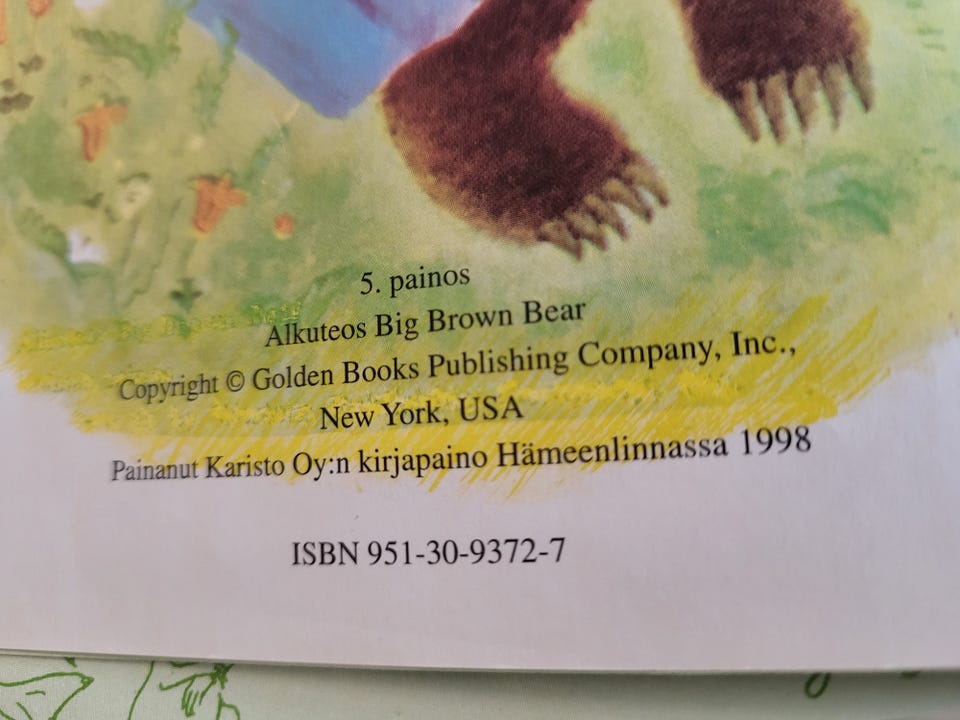 5. painos
Alkuteos Big Brown Bear
Copyright © Golden Books Publishing Company, Inc.,
New York, USA
Painanut Karisto Oy:n kirjapaino Hämeenlinnassa 1998
ISBN 951-30-9372-7